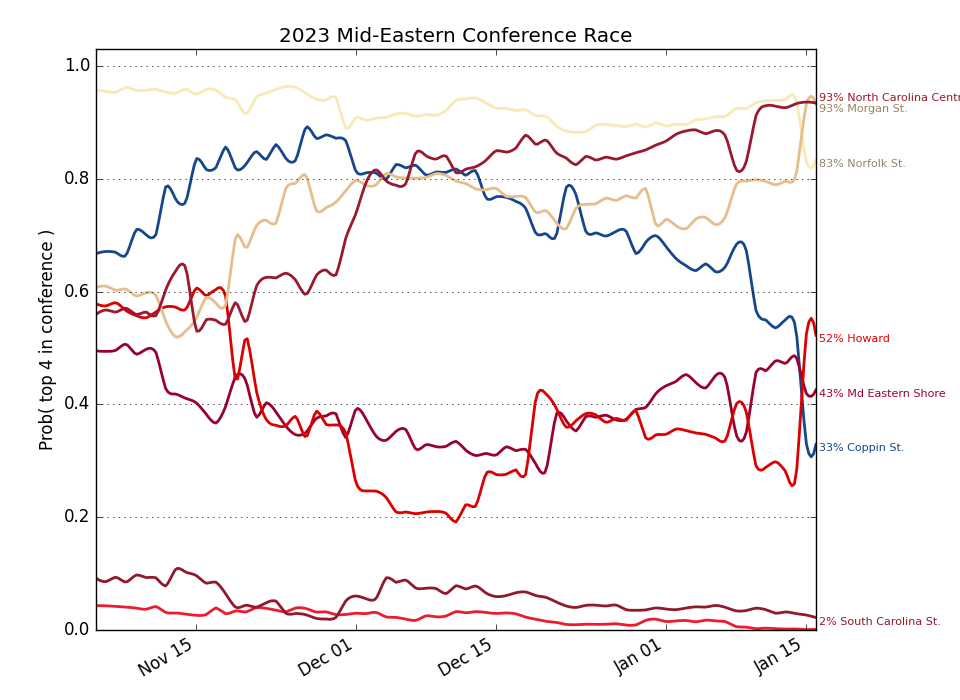 2023 Mid-Eastern Conference Race
Prob( top 4 in conference )
1.0
0.8
0.6
0.4
0.2
0.0
Nov 15
Dec 01
Dec 15
Jan 01
Jan 15
93% North Carolina Centr
93% Morgan St.
83% Norfolk St.
52% Howard
43% Md Eastern Shore
33% Coppin St.
2% South Carolina St.